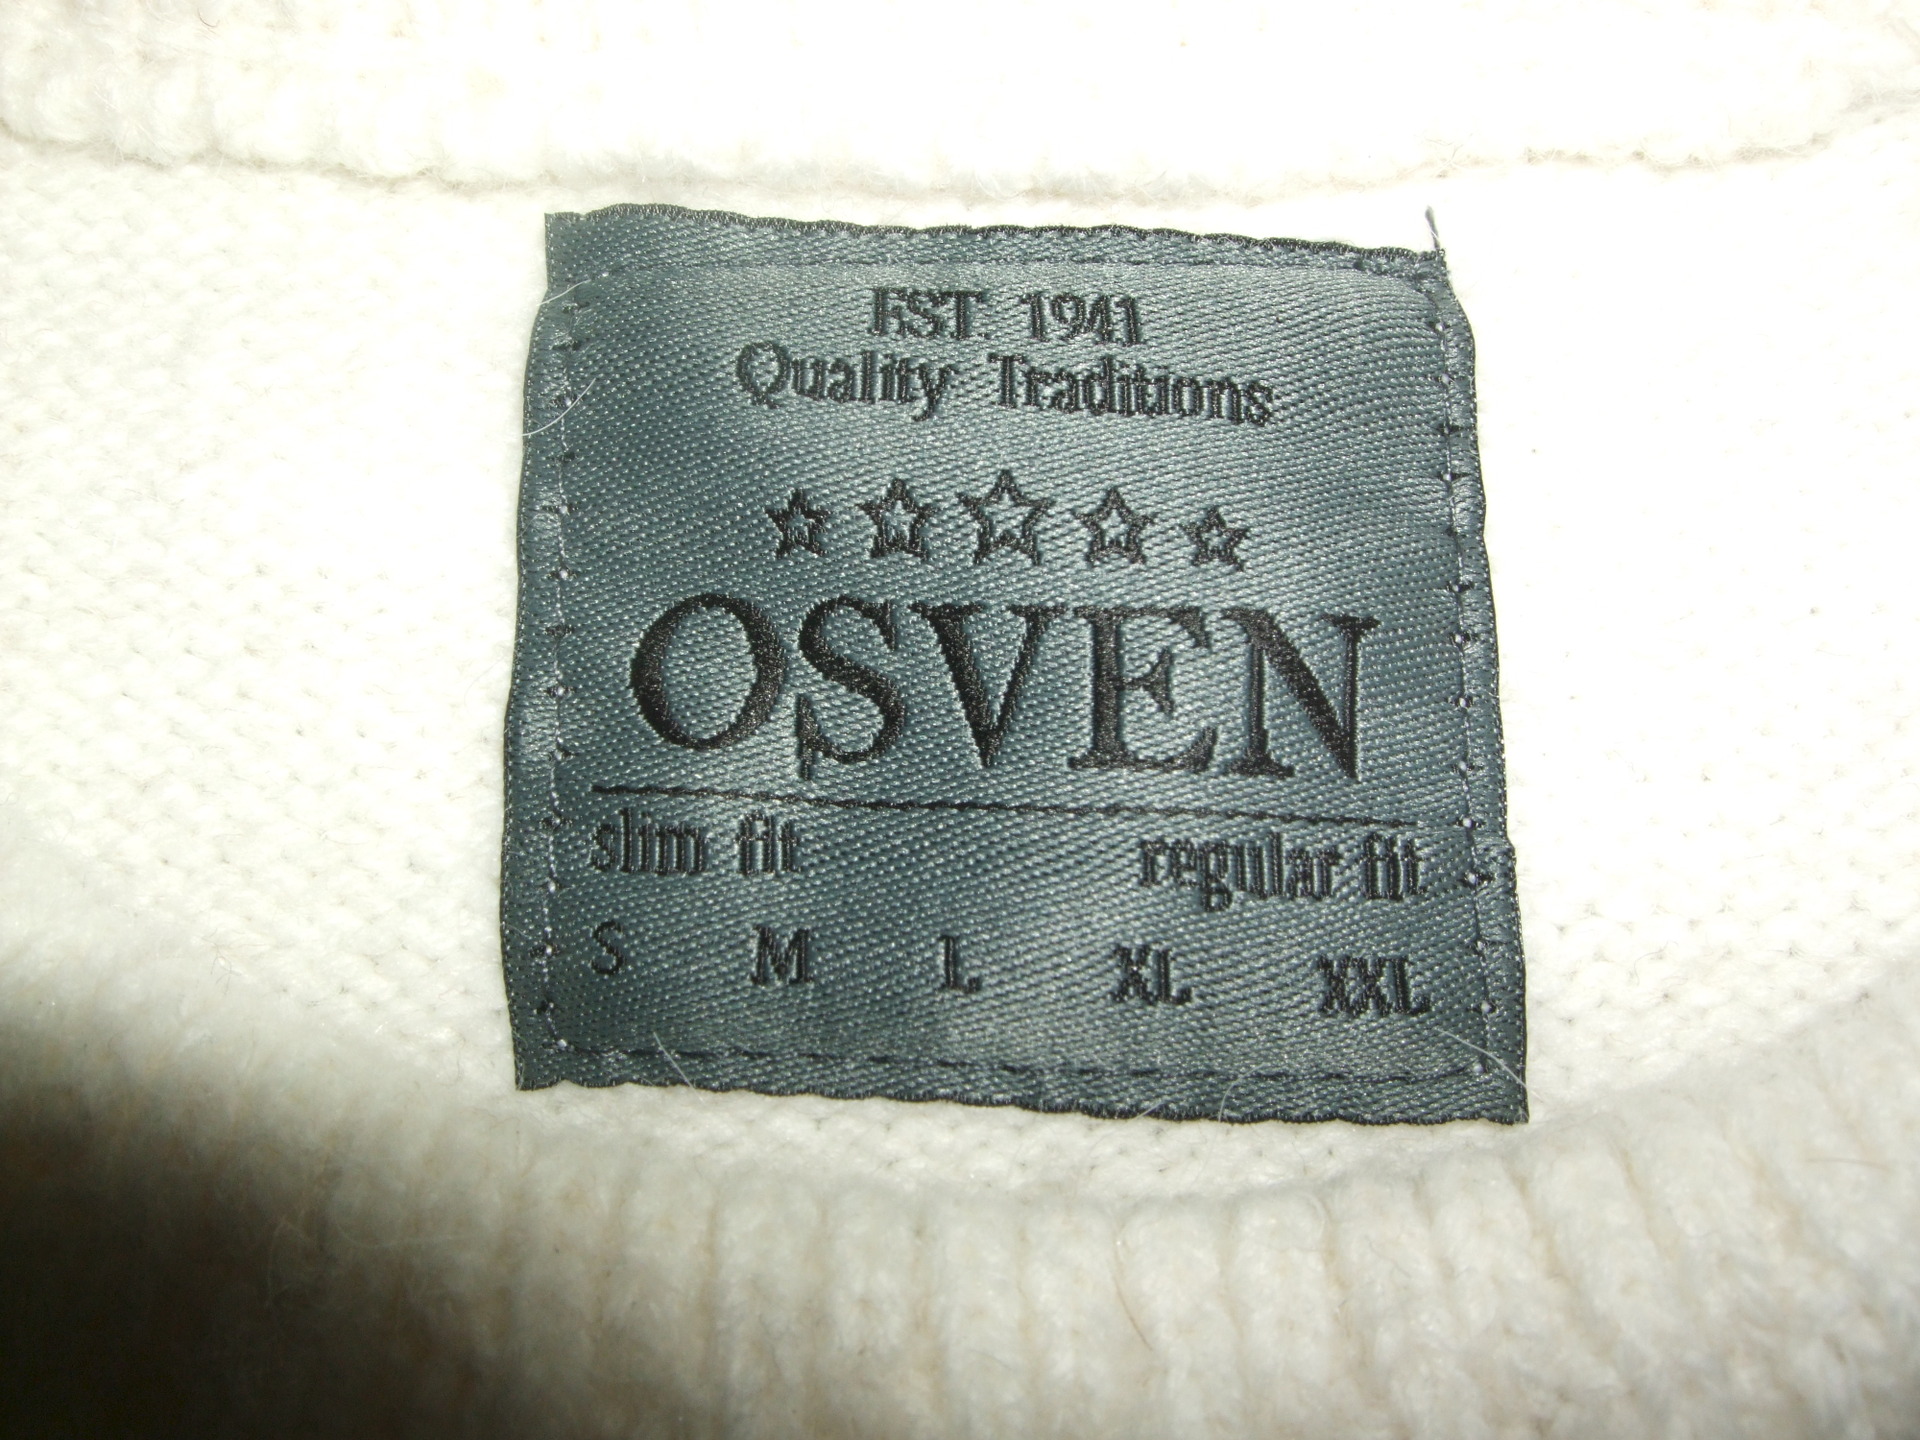 EST. 1941
Quality Traditions
OSVEN
slim fit regular fit
S M L XL XXL